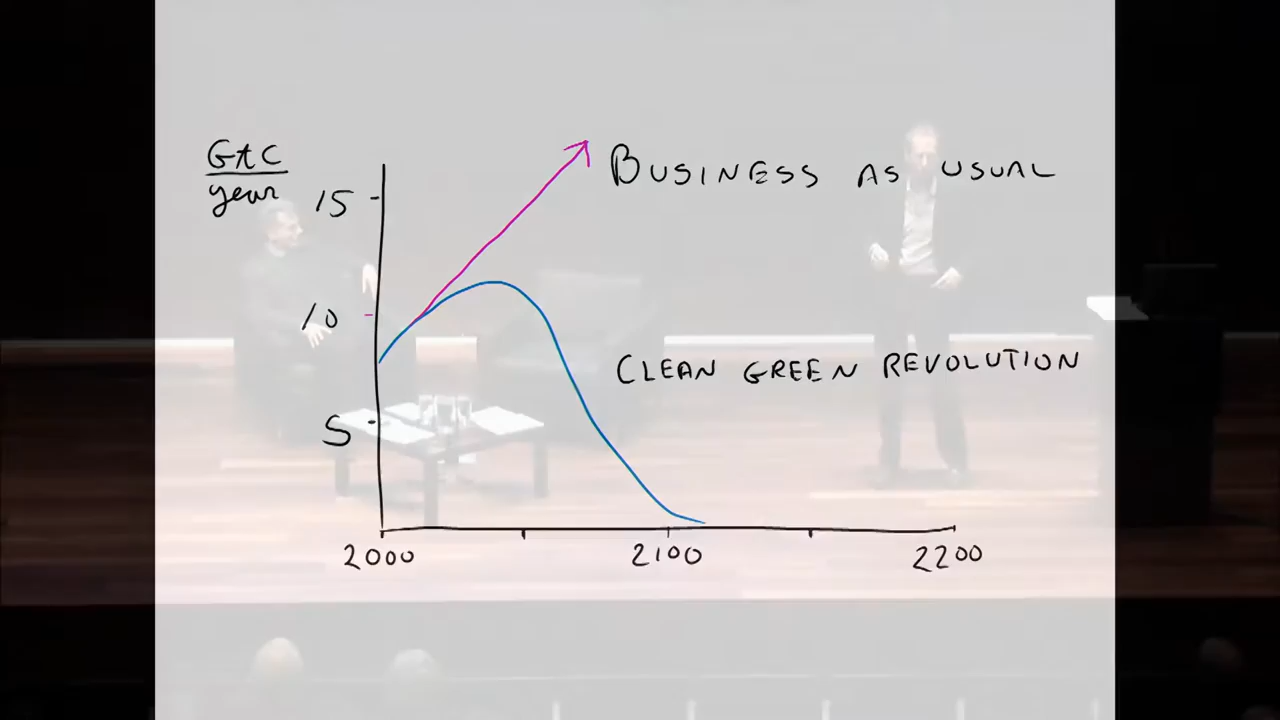 GtC
year
15
10
5
BUSINESS AS USUAL
CLEAN GREEN REVOLUTION
2000
2100
2200